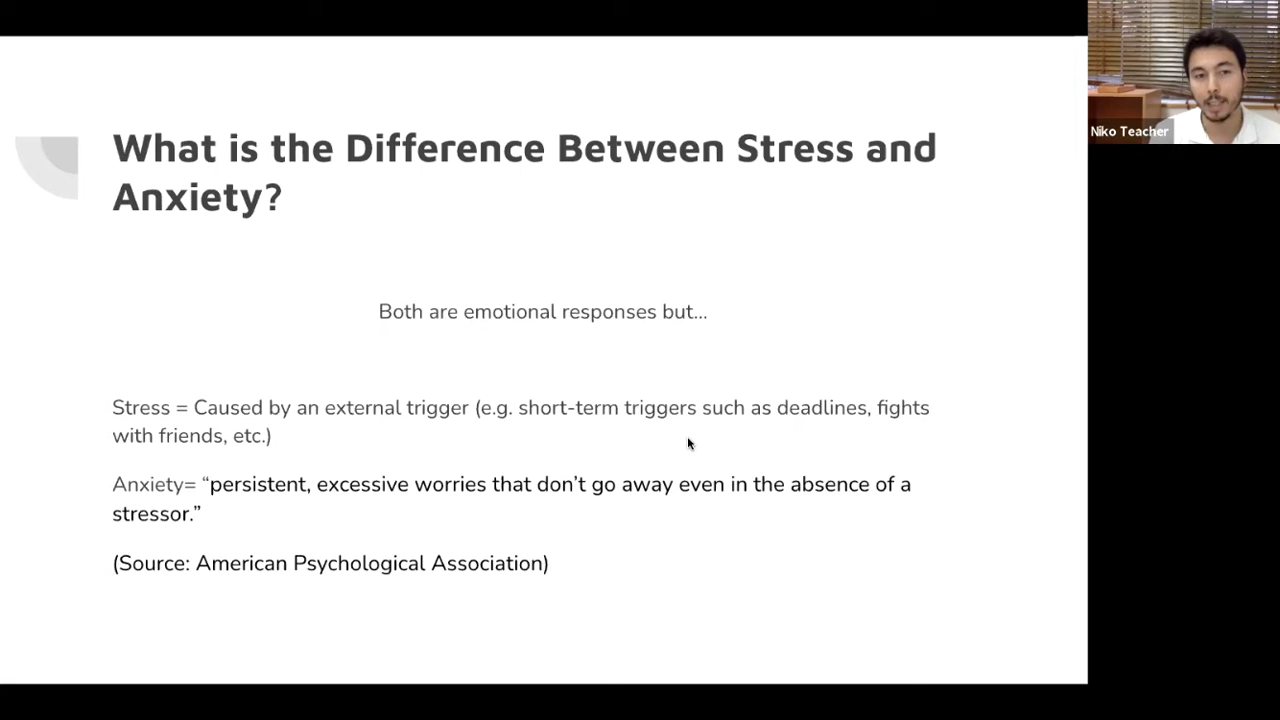 What is the Difference Between Stress and
Anxiety?
Both are emotional responses but...
Stress = Caused by an external trigger (e.g. short-term triggers such as deadlines, fights
with friends, etc.)
Anxiety= “persistent, excessive worries that don’t go away even in the absence of a
stressor.”
(Source: American Psychological Association)
Niko Teacher